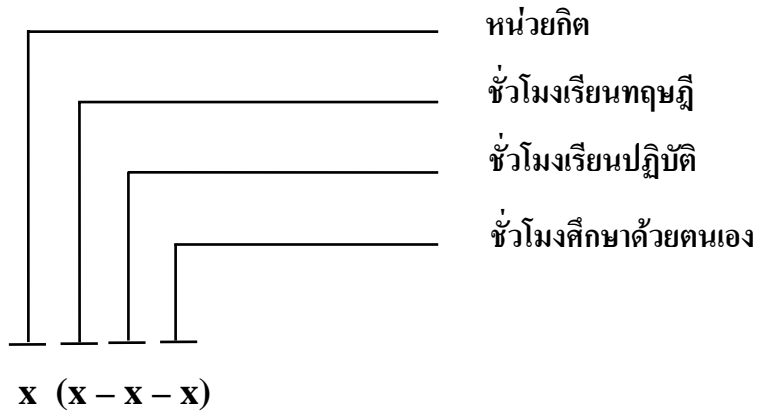 หน่วยกิต
ชั่วโมงเรียนทฤษฎี
ชั่วโมงเรียนปฏิบัติ
ชั่วโมงศึกษาด้วยตนเอง
x (x – x – x)